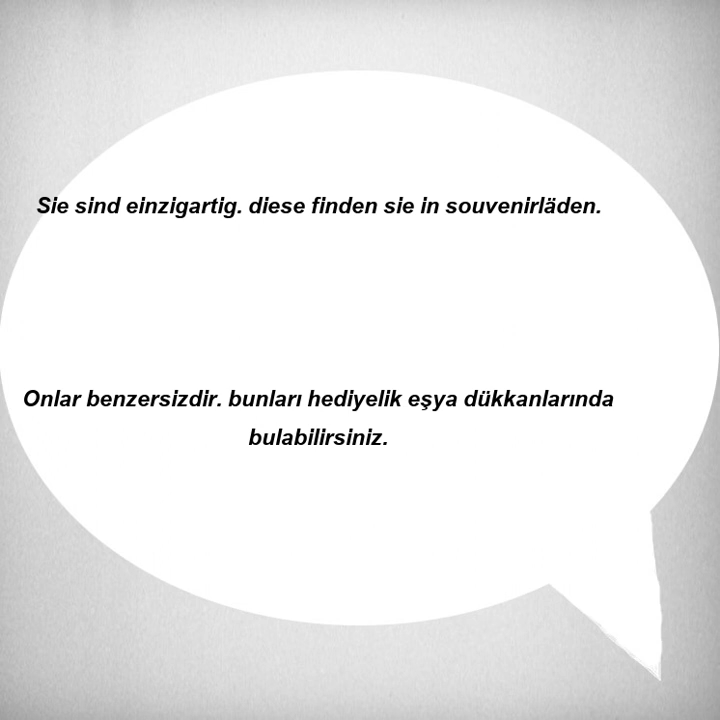 Sie sind einzigartig. diese finden sie in souvenirläden.
Onlar benzersizdir. bunları hediyelik eşya dükkanlarında
bulabilirsiniz.